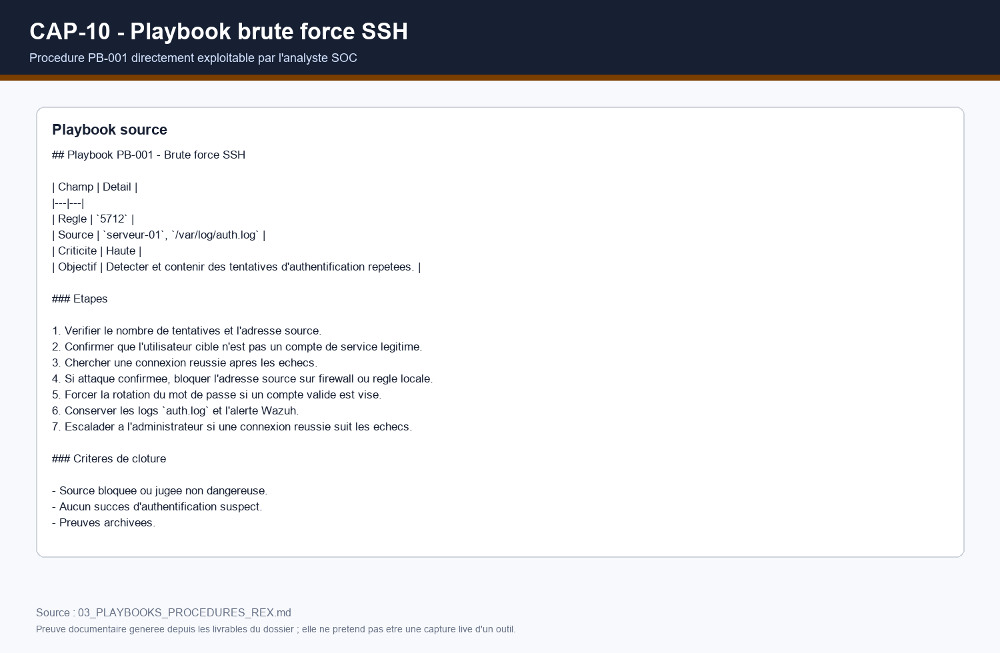 CAP-10 - Playbook brute force SSH
Procedure PB-001 directement exploitable par l'analyste SOC
Playbook source
## Playbook PB-001 - Brute force SSH
| Champ | Detail |
|---|---|
| Regle | `5712` |
| Source | `serveur-01`, `/var/log/auth.log` |
| Criticite | Haute |
| Objectif | Detecter et contenir des tentatives d'authentification repetees. |
### Etapes
1. Verifier le nombre de tentatives et l'adresse source.
2. Confirmer que l'utilisateur cible n'est pas un compte de service legitime.
3. Chercher une connexion reussie apres les echecs.
4. Si attaque confirmee, bloquer l'adresse source sur firewall ou regle locale.
5. Forcer la rotation du mot de passe si un compte valide est vise.
6. Conserver les logs `auth.log` et l'alerte Wazuh.
7. Escalader a l'administrateur si une connexion reussie suit les echecs.
### Criteres de cloture
- Source bloquee ou jugee non dangereuse.
- Aucun succes d'authentification suspect.
- Preuves archivees.
Source : 03_PLAYBOOKS_PROCEDURES_REX.md
Preuve documentaire generee depuis les livrables du dossier ; elle ne pretend pas etre une capture live d'un outil.